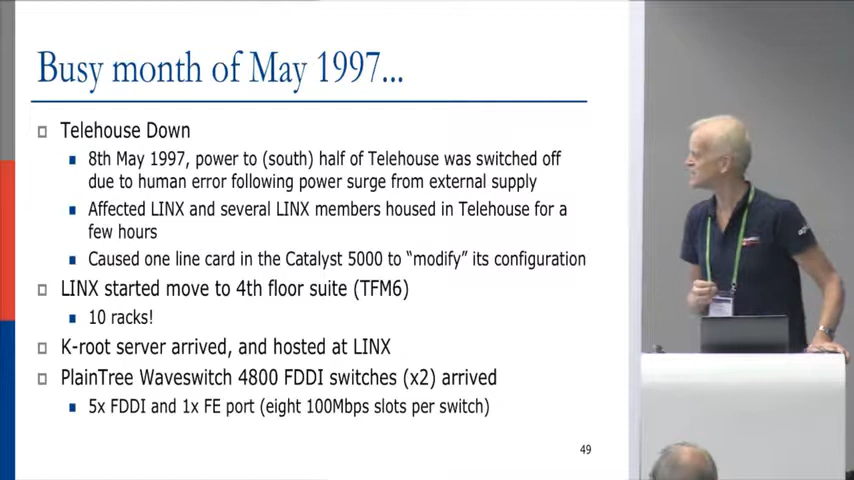 Busy month of May 1997...
Telehouse Down
8th May 1997, power to (south) half of Telehouse was switched off
due to human error following power surge from external supply
Affected LINX and several LINX members housed in Telehouse for a
few hours
Caused one line card in the Catalyst 5000 to “modify” its configuration
LINX started move to 4th floor suite (TFM6)
10 racks!
K-root server arrived, and hosted at LINX
PlainTree Waveswitch 4800 FDDI switches (x2) arrived
5x FDDI and 1x FE port (eight 100Mbps slots per switch)
49